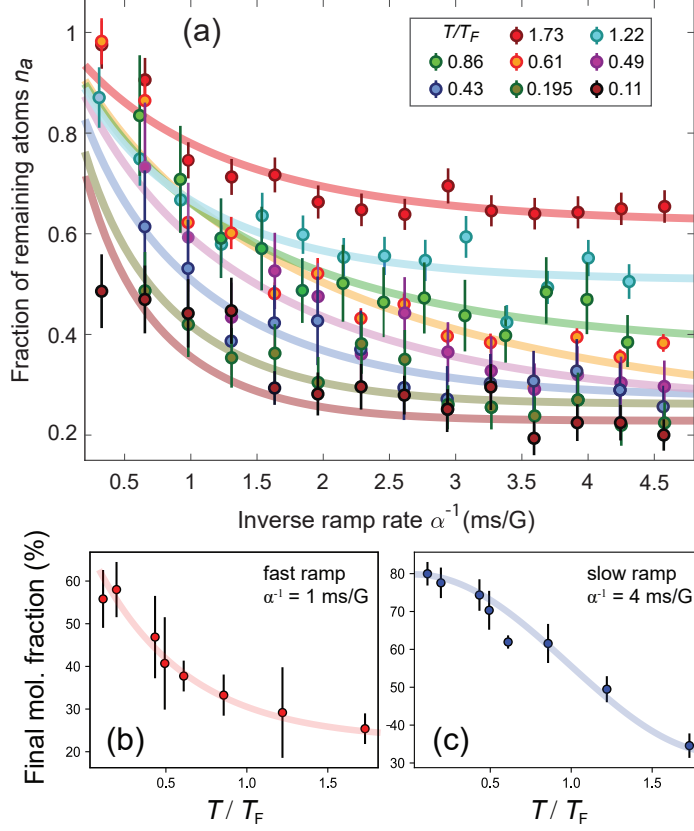 (a)
T/T_F
1.73
1.22
0.86
0.61
0.49
0.43
0.195
0.11
Fraction of remaining atoms n_a
1
0.8
0.6
0.4
0.2
0.5 1 1.5 2 2.5 3 3.5 4 4.5
Inverse ramp rate α⁻¹ (ms/G)
fast ramp
α⁻¹ = 1 ms/G
(b)
Final mol. fraction (%)
60
50
40
30
20
0.5 1.0 1.5
T / T_F
slow ramp
α⁻¹ = 4 ms/G
(c)
80
70
60
50
-40
30
0.5 1.0 1.5
T / T_F